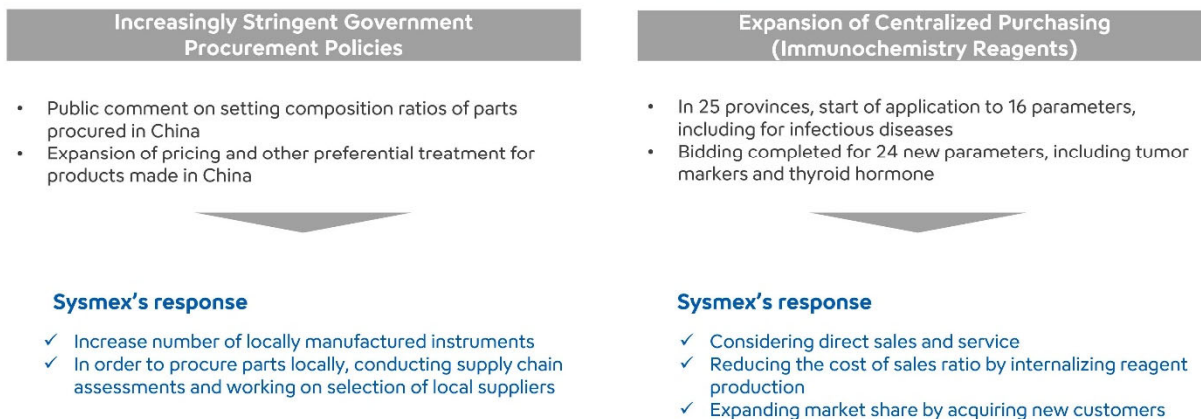 Increasingly Stringent Government
Procurement Policies
• Public comment on setting composition ratios of parts
procured in China
• Expansion of pricing and other preferential treatment for
products made in China
Sysmex's response
✓ Increase number of locally manufactured instruments
✓ In order to procure parts locally, conducting supply chain
assessments and working on selection of local suppliers
Expansion of Centralized Purchasing
(Immunochemistry Reagents)
• In 25 provinces, start of application to 16 parameters,
including for infectious diseases
• Bidding completed for 24 new parameters, including tumor
markers and thyroid hormone
Sysmex's response
✓ Considering direct sales and service
✓ Reducing the cost of sales ratio by internalizing reagent
production
✓ Expanding market share by acquiring new customers